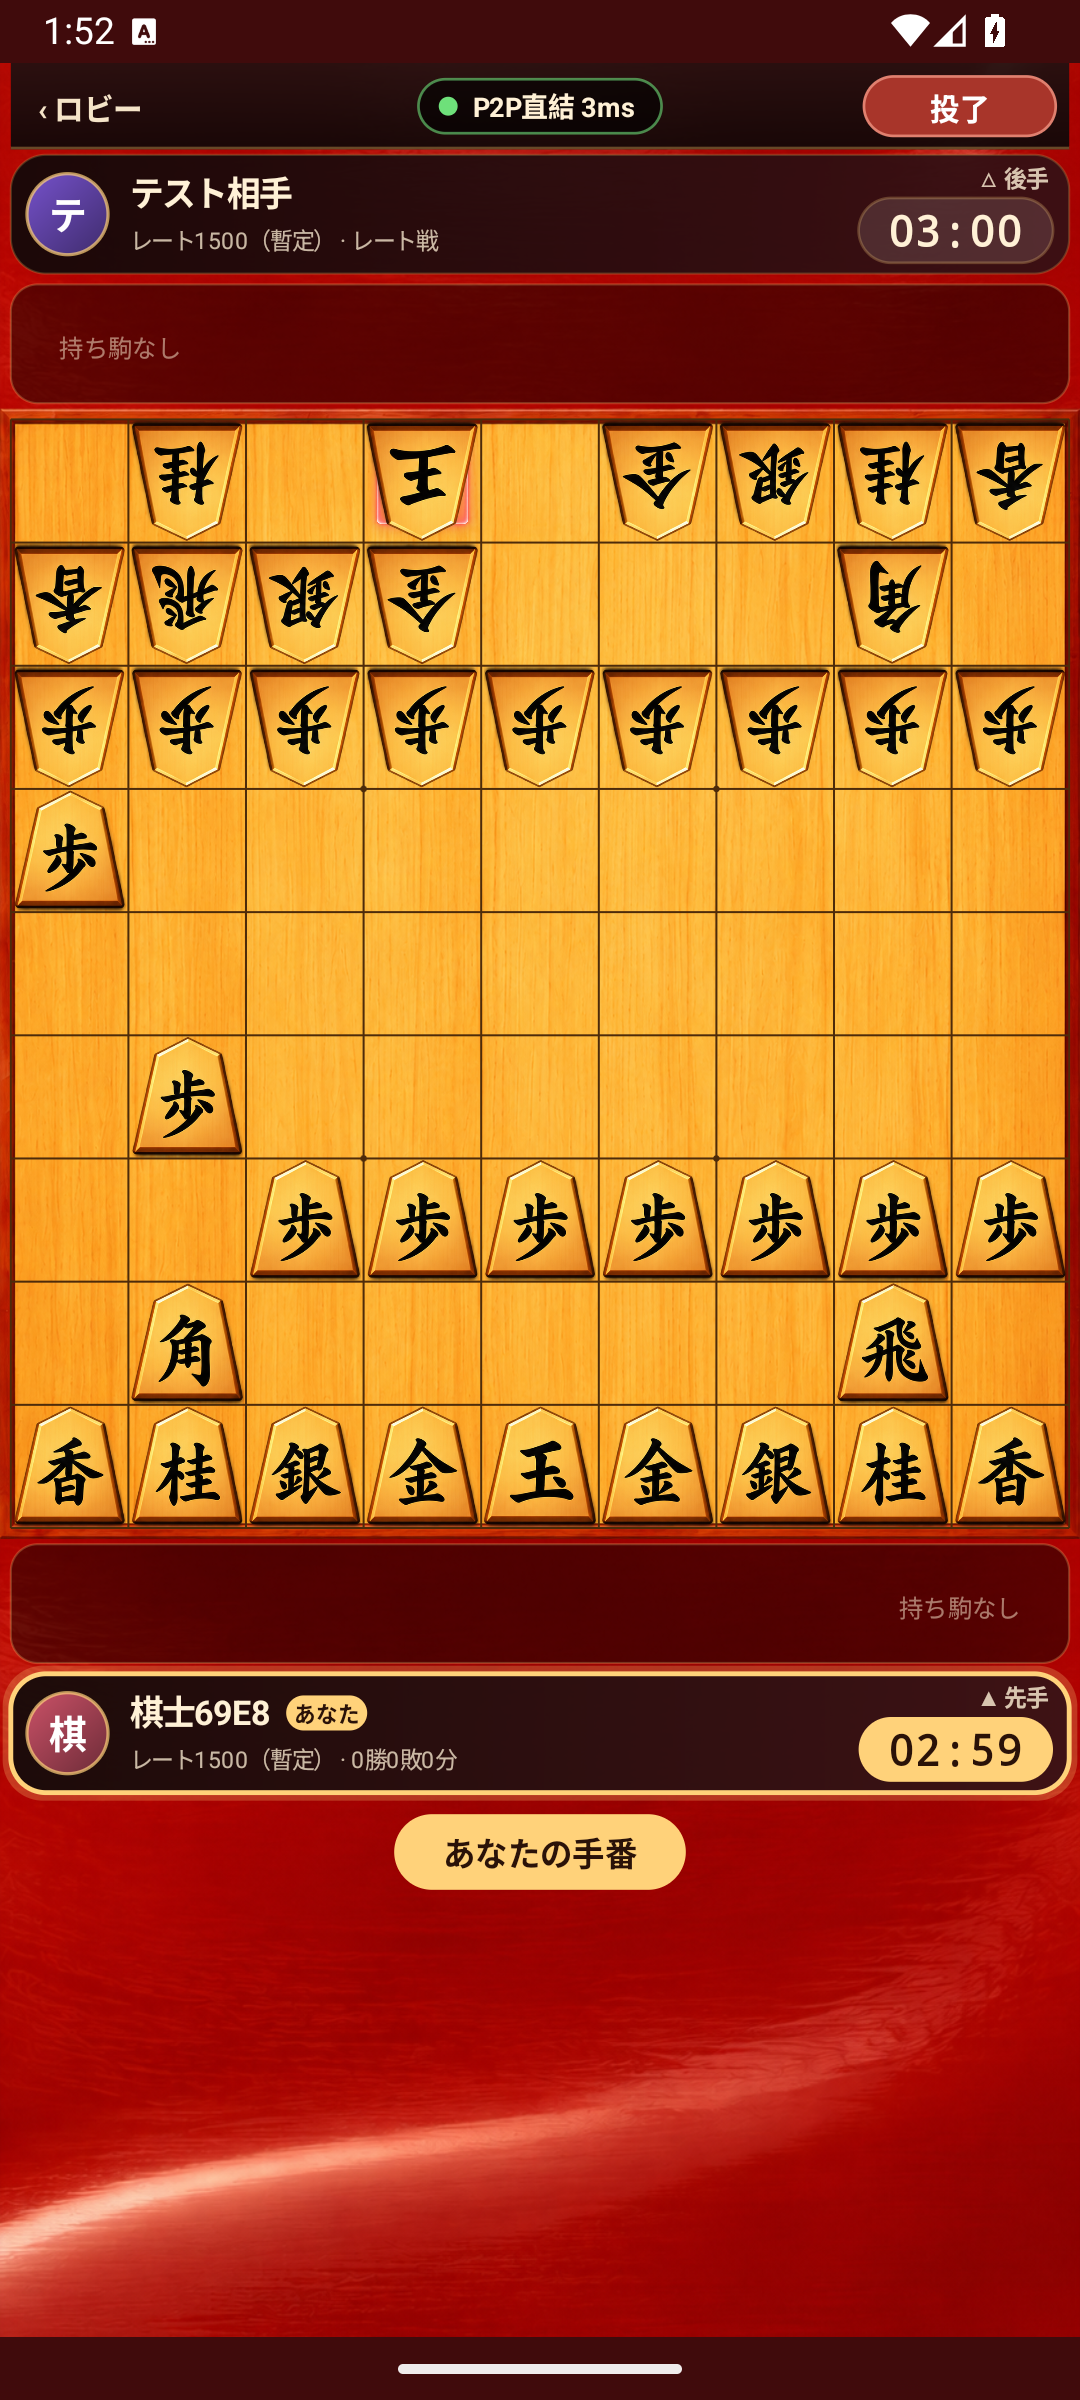 1:52
‹ ロビー
P2P直結 3ms
投了
テ
テスト相手
レート1500（暫定）· レート戦
△ 後手
03:00
持ち駒なし
桂 王 金 銀 桂 香
香 飛 銀 金 角
歩 歩 歩 歩 歩 歩 歩 歩 歩
歩
歩
歩 歩 歩 歩 歩 歩 歩
角 飛
香 桂 銀 金 玉 金 銀 桂 香
持ち駒なし
棋
棋士69E8 あなた
レート1500（暫定）· 0勝0敗0分
▲ 先手
02:59
あなたの手番